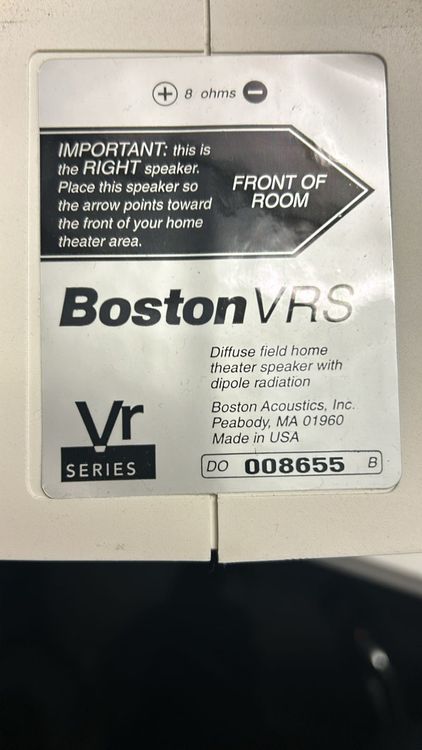 + 8 ohms -
IMPORTANT: this is
the RIGHT speaker.
Place this speaker so
the arrow points toward
the front of your home
theater area.
FRONT OF
ROOM
Boston VRS
Diffuse field home
theater speaker with
dipole radiation
Boston Acoustics, Inc.
Peabody, MA 01960
Made in USA
Vr
SERIES
DO 008655 B